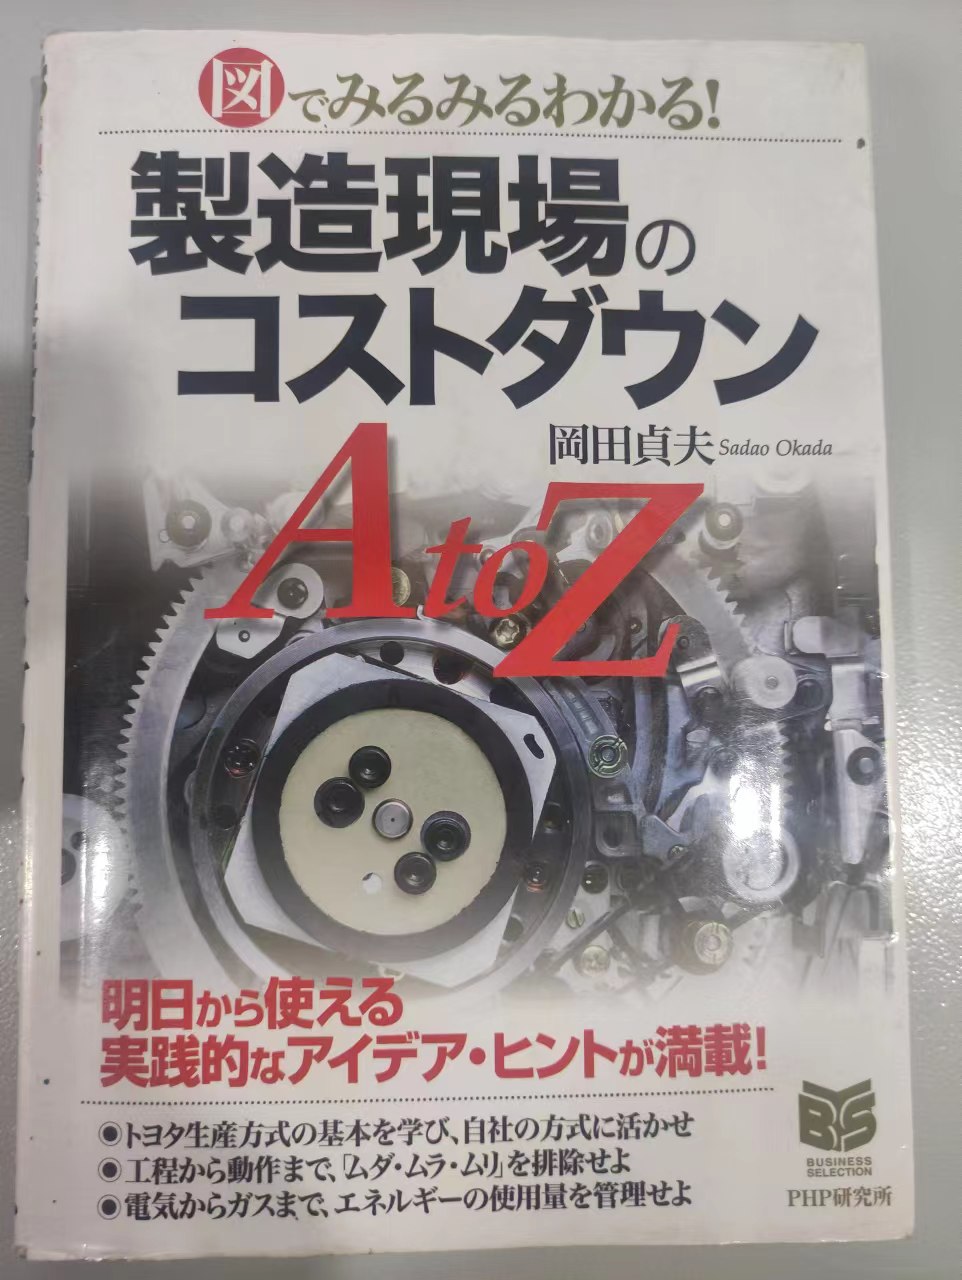 図でみるみるわかる!
製造現場の
コストダウン
岡田貞夫 Sadao Okada
A to Z
明日から使える
実践的なアイデア・ヒントが満載!
◉トヨタ生産方式の基本を学び、自社の方式に活かせ
◉工程から動作まで、「ムダ・ムラ・ムリ」を排除せよ
◉電気からガスまで、エネルギーの使用量を管理せよ
BS
BUSINESS
SELECTION
PHP研究所